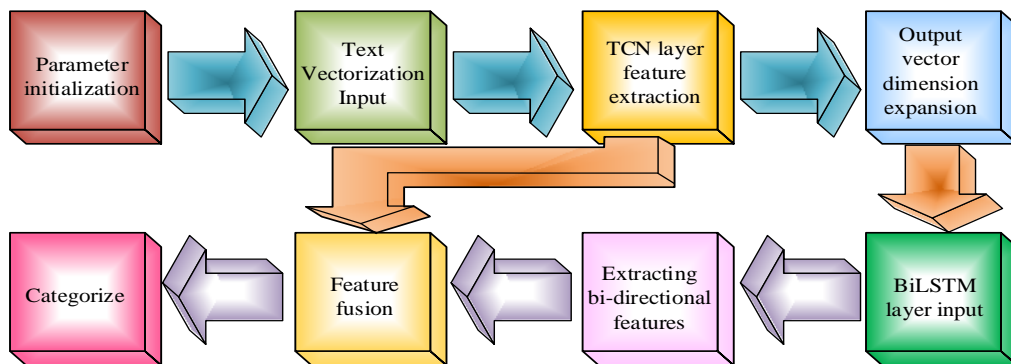 Parameter
initialization
Text
Vectorization
Input
TCN layer
feature
extraction
Output
vector
dimension
expansion
Categorize
Feature
fusion
Extracting
bi-directional
features
BiLSTM
layer input